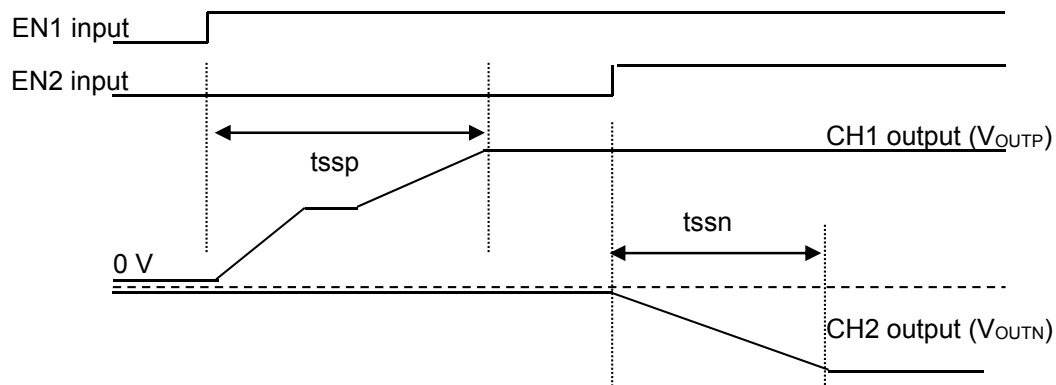 EN1 input
EN2 input
CH1 output (VOUTP)
tssp
tssn
0 V
CH2 output (VOUTN)